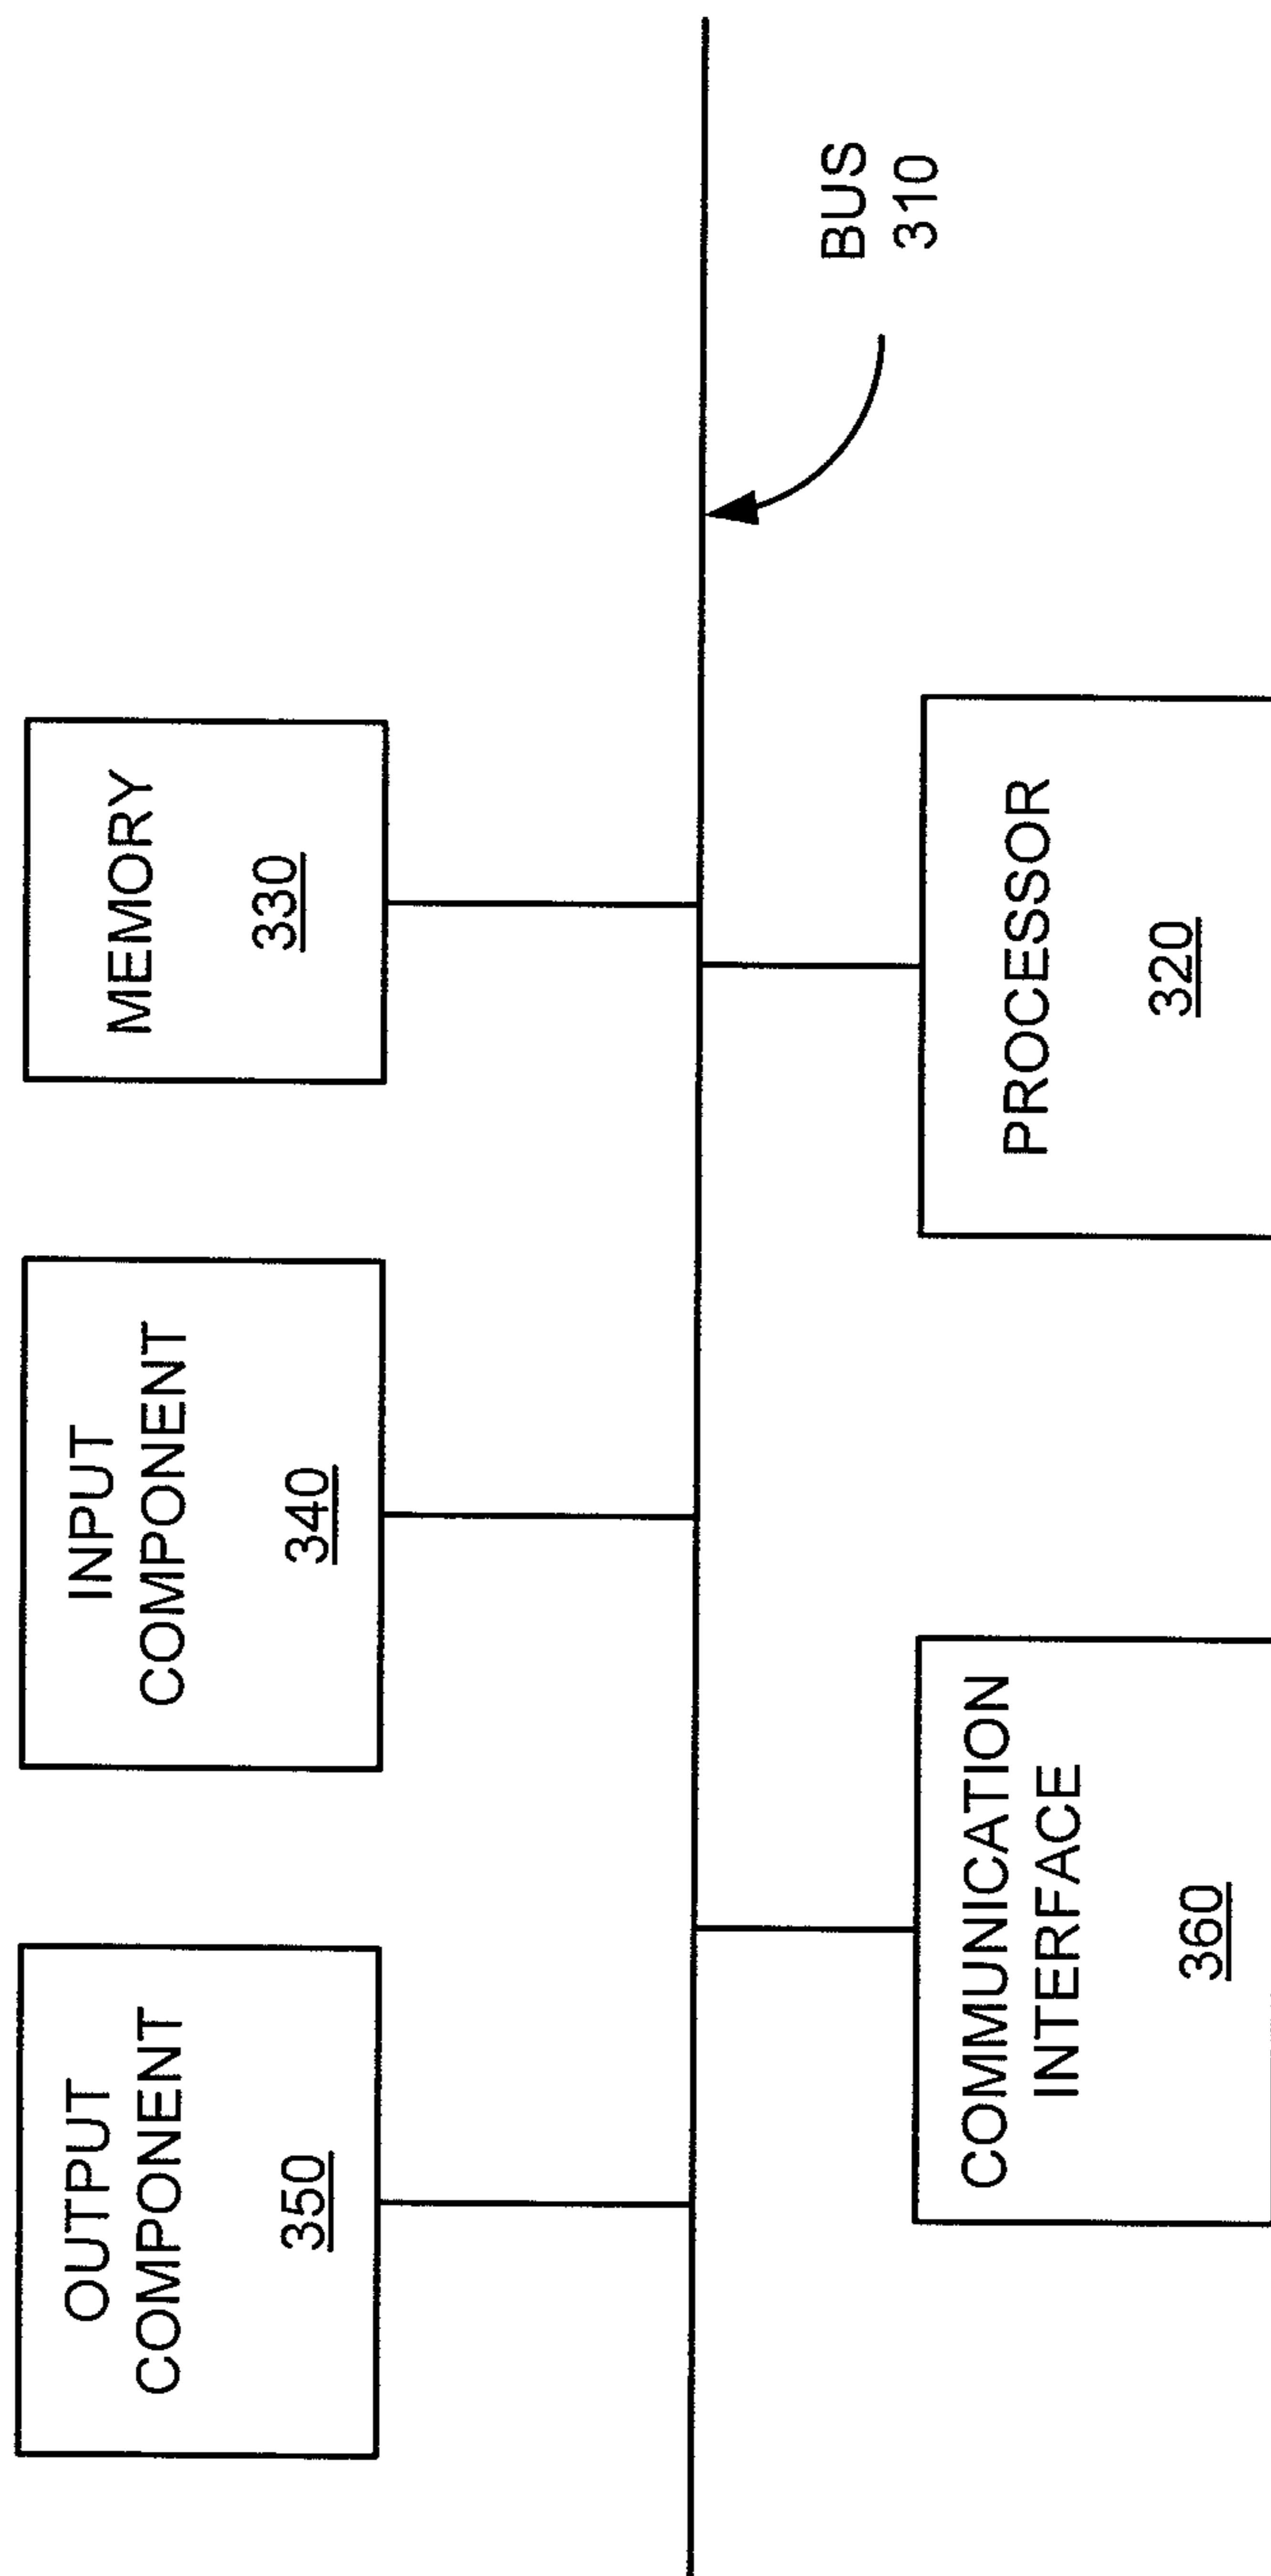 OUTPUT
COMPONENT
350
INPUT
COMPONENT
340
MEMORY
330
BUS
310
COMMUNICATION
INTERFACE
360
PROCESSOR
320